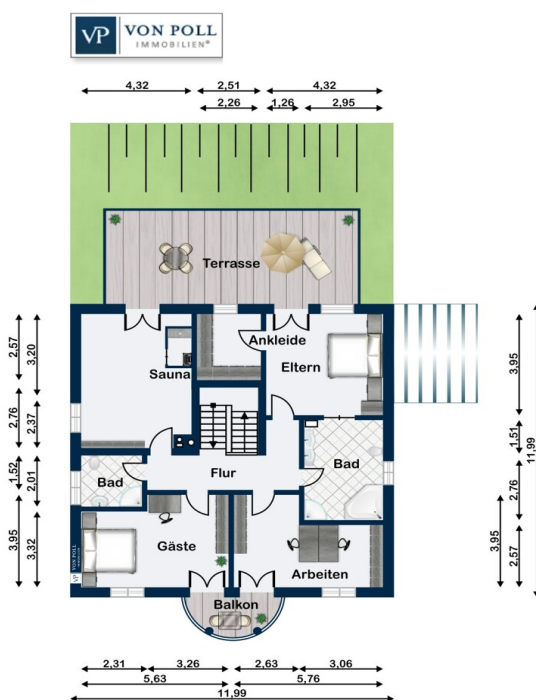 VP VON POLL
IMMOBILIEN®
4,32 2,51 4,32
2,26 1,26 2,95
Terrasse
Ankleide
Sauna
Eltern
Bad
Flur
Bad
Gäste
Arbeiten
Balkon
VP VON POLL
2,57 3,20
2,76 2,37
1,52 2,01
3,95 3,32
3,95
1,51
11,99
2,76
3,95 2,57
2,31 3,26 2,63 3,06
5,63 5,76
11,99